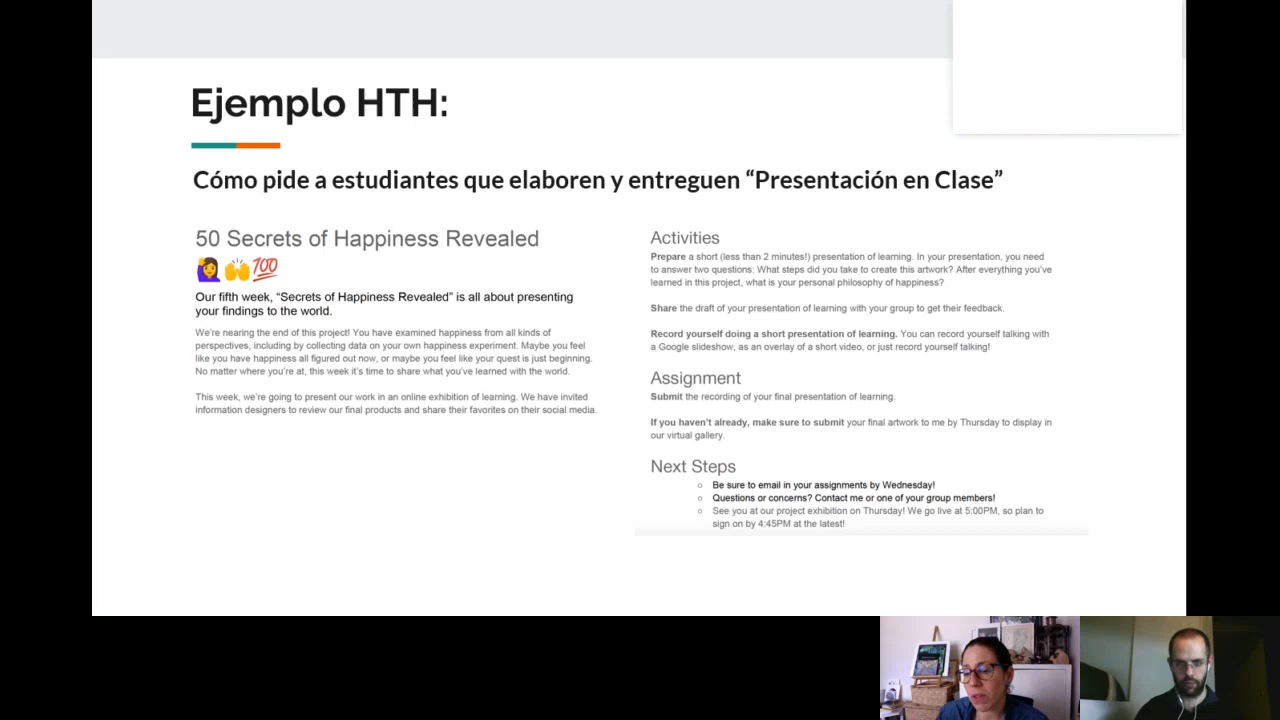 Ejemplo HTH:
Cómo pide a estudiantes que elaboren y entreguen “Presentación en Clase”
50 Secrets of Happiness Revealed
🙋‍♀️🙌💯
Our fifth week, “Secrets of Happiness Revealed” is all about presenting
your findings to the world.
We’re nearing the end of this project! You have examined happiness from all kinds of
perspectives, including by collecting data on your own happiness experiment. Maybe you feel
like you have happiness all figured out now, or maybe you feel like your quest is just beginning.
No matter where you’re at, this week it’s time to share what you’ve learned with the world.
This week, we’re going to present our work in an online exhibition of learning. We have invited
information designers to review our final products and share their favorites on their social media.
Activities
Prepare a short (less than 2 minutes!) presentation of learning. In your presentation, you need
to answer two questions: What steps did you take to create this artwork? After everything you’ve
learned in this project, what is your personal philosophy of happiness?
Share the draft of your presentation of learning with your group to get their feedback.
Record yourself doing a short presentation of learning. You can record yourself talking with
a Google slideshow, as an overlay of a short video, or just record yourself talking!
Assignment
Submit the recording of your final presentation of learning.
If you haven’t already, make sure to submit your final artwork to me by Thursday to display in
our virtual gallery.
Next Steps
○ Be sure to email in your assignments by Wednesday!
○ Questions or concerns? Contact me or one of your group members!
○ See you at our project exhibition on Thursday! We go live at 5:00PM, so plan to
sign on by 4:45PM at the latest!